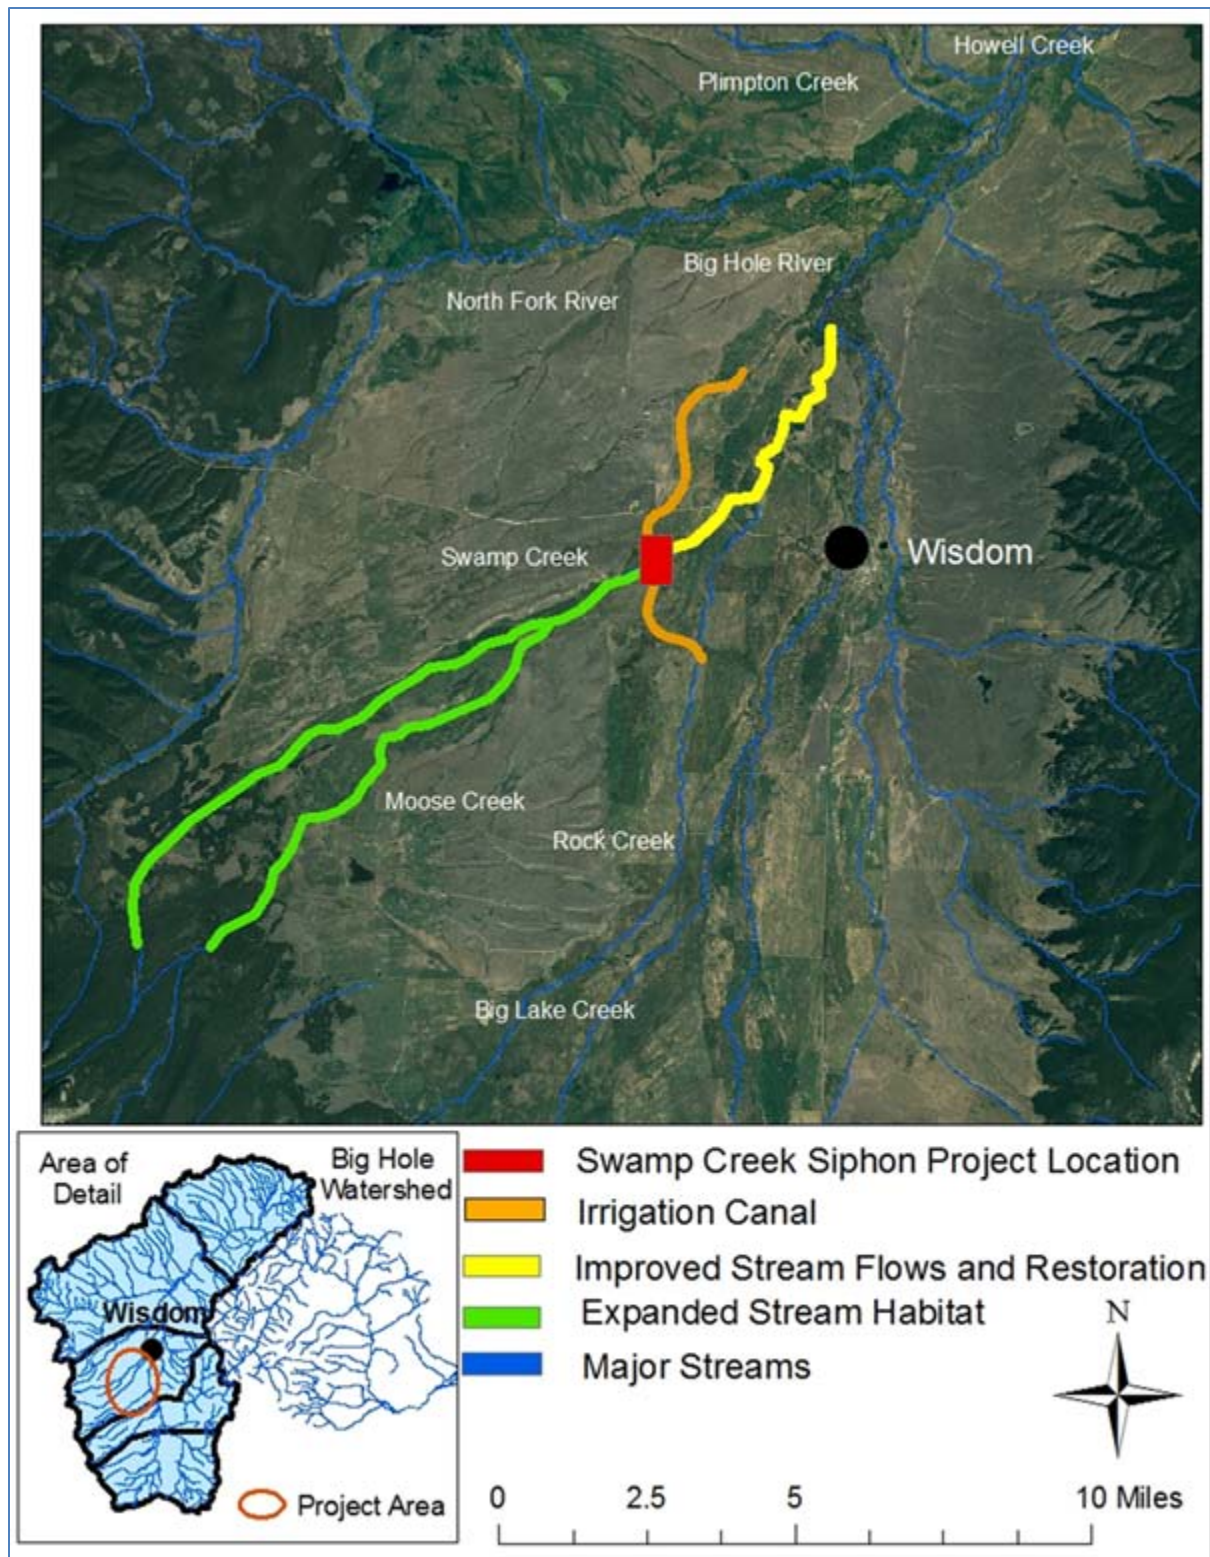 Howell Creek
Plimpton Creek
Big Hole RIver
North Fork River
Swamp Creek
Wisdom
Moose Creek
Rock Creek
Big Lake Creek
Area of
Detail
Big Hole
Watershed
Wisdom
Project Area
Swamp Creek Siphon Project Location
Irrigation Canal
Improved Stream Flows and Restoration
Expanded Stream Habitat
Major Streams
N
0 2.5 5 10 Miles